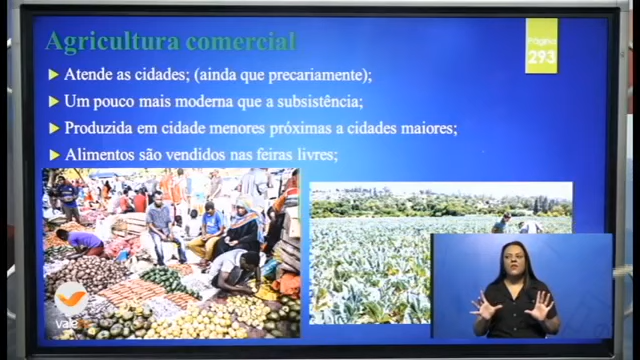 Agricultura comercial
Página
293
Atende as cidades; (ainda que precariamente);
Um pouco mais moderna que a subsistência;
Produzida em cidade menores próximas a cidades maiores;
Alimentos são vendidos nas feiras livres;
vale